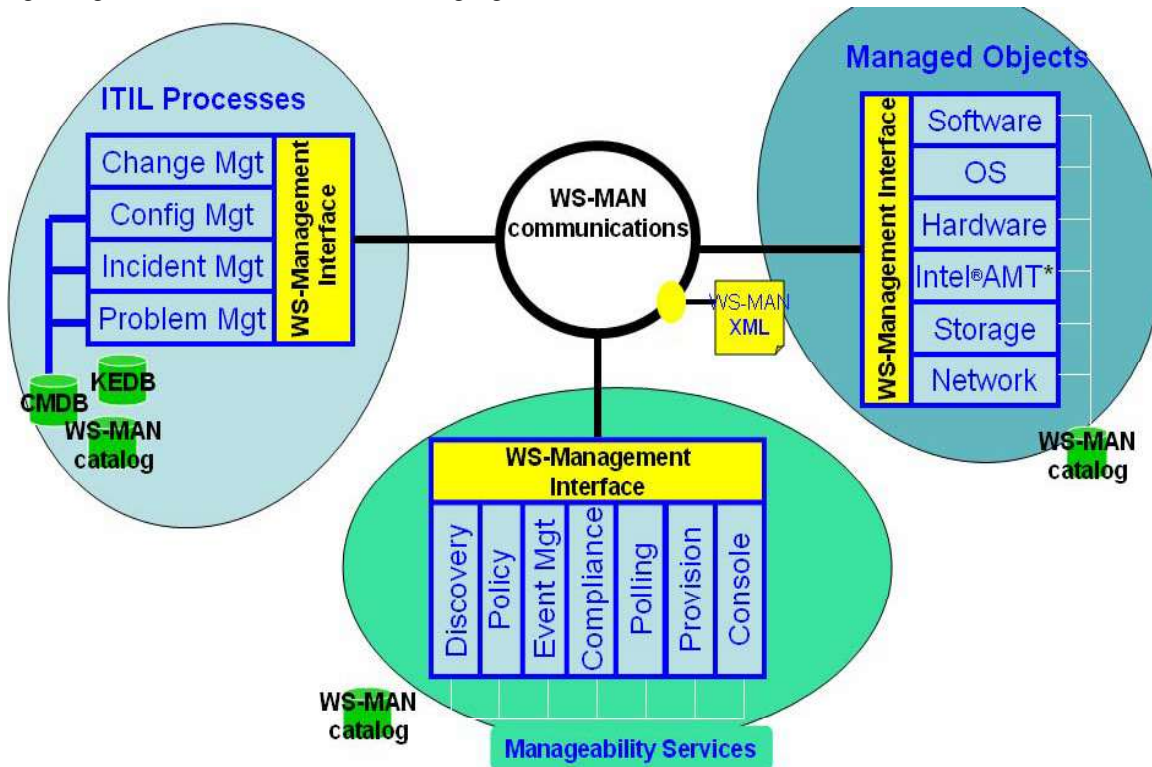 ITIL Processes
Change Mgt
Config Mgt
Incident Mgt
Problem Mgt
WS-Management
Interface
KEDB
CMDB
WS-MAN
catalog
WS-MAN
communications
WS-MAN
XML
Managed Objects
WS-Management Interface
Software
OS
Hardware
Intel®AMT*
Storage
Network
WS-MAN
catalog
WS-Management
Interface
Discovery
Policy
Event Mgt
Compliance
Polling
Provision
Console
WS-MAN
catalog
Manageability Services